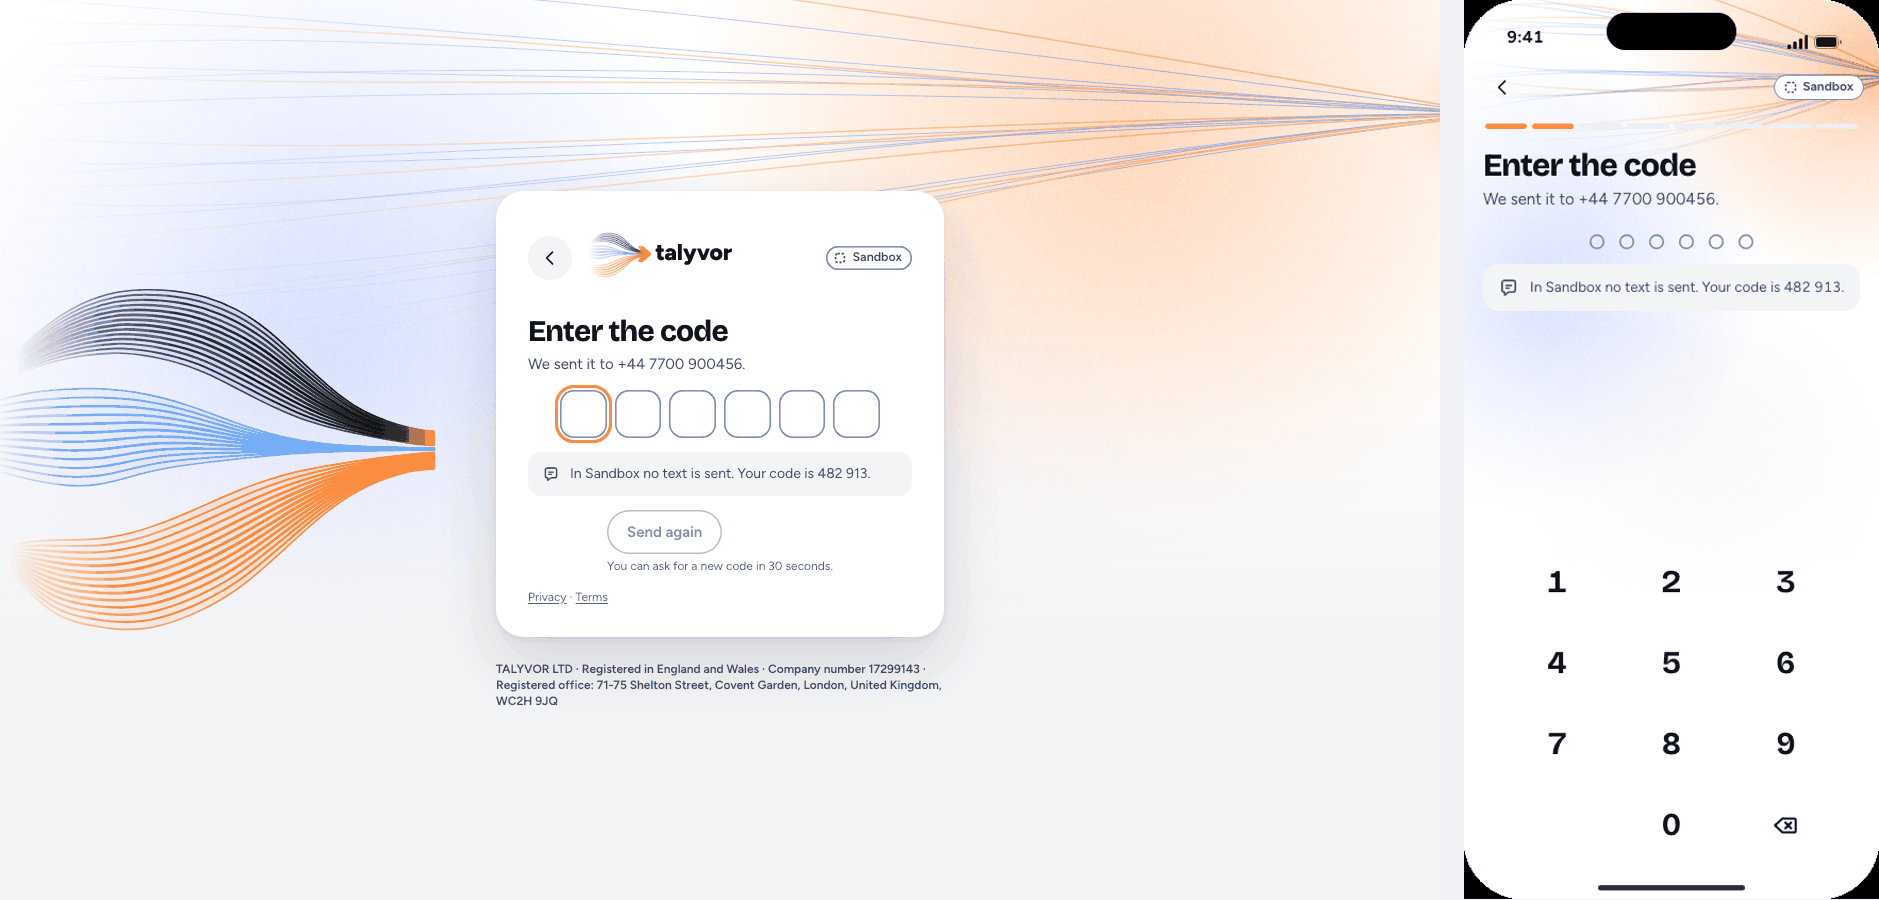 talyvor
Sandbox
Enter the code
We sent it to +44 7700 900456.
In Sandbox no text is sent. Your code is 482 913.
Send again
You can ask for a new code in 30 seconds.
Privacy · Terms
TALYVOR LTD · Registered in England and Wales · Company number 17299143 ·
Registered office: 71-75 Shelton Street, Covent Garden, London, United Kingdom,
WC2H 9JQ
9:41
Sandbox
Enter the code
We sent it to +44 7700 900456.
In Sandbox no text is sent. Your code is 482 913.
1 2 3
4 5 6
7 8 9
0